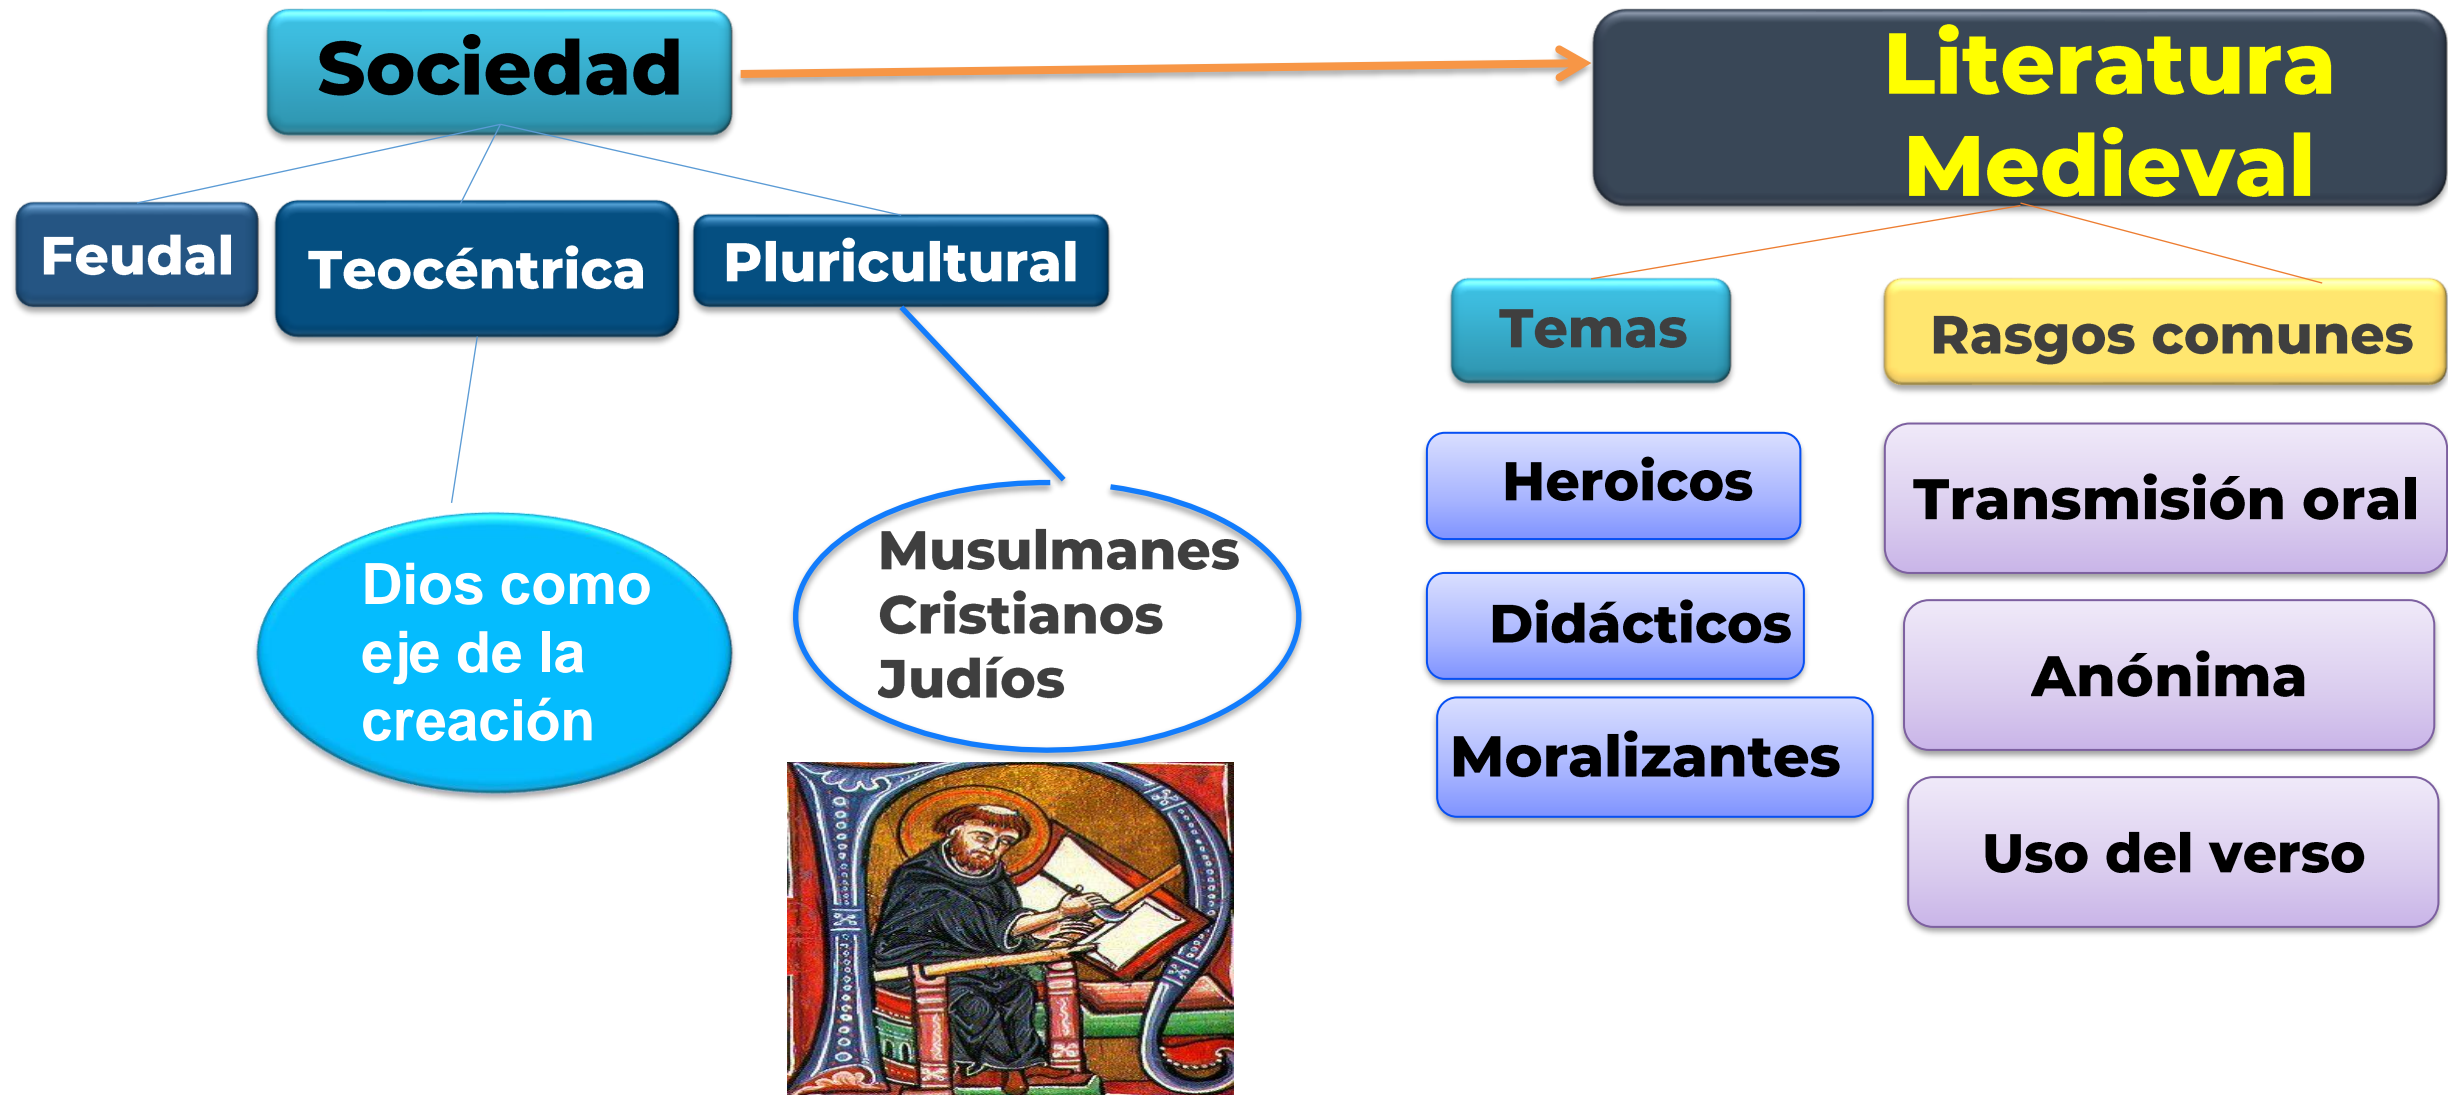 Sociedad
Literatura
Medieval
Feudal
Teocéntrica
Pluricultural
Dios como
eje de la
creación
Musulmanes
Cristianos
Judíos
Temas
Rasgos comunes
Heroicos
Didácticos
Moralizantes
Transmisión oral
Anónima
Uso del verso